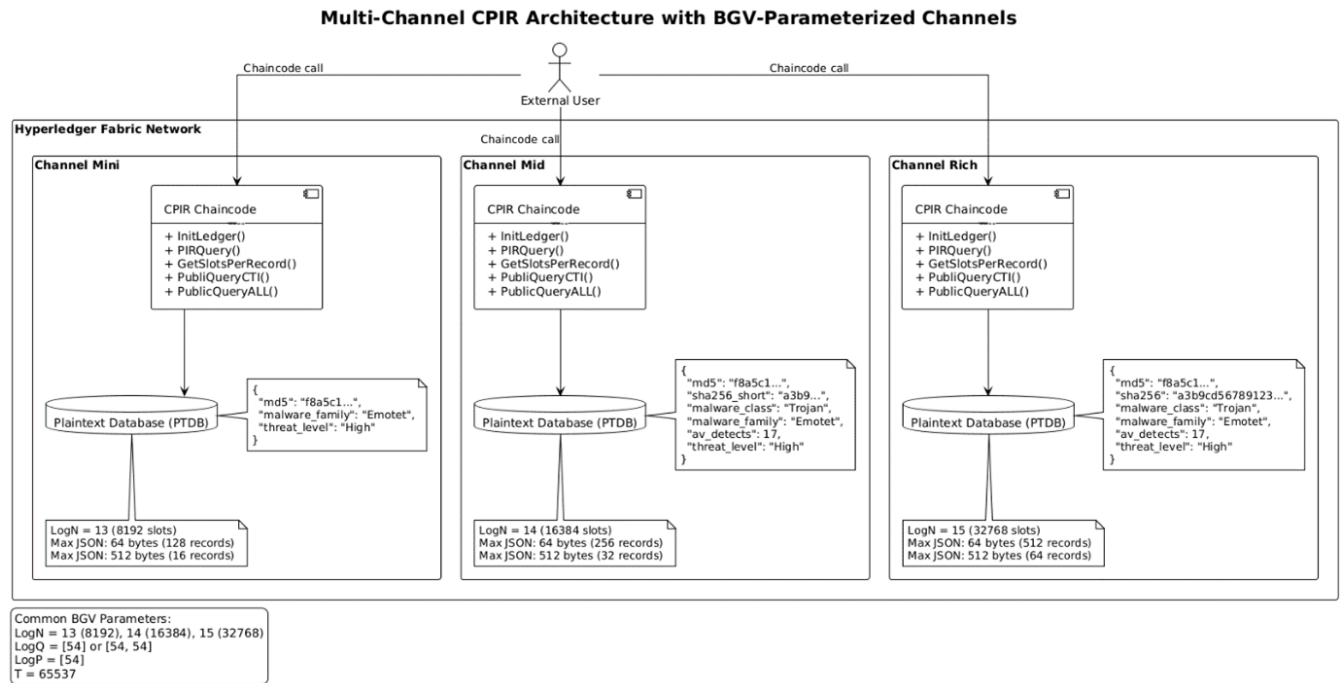 Multi-Channel CPIR Architecture with BGV-Parameterized Channels
External User
Chaincode call
Chaincode call
Chaincode call
Hyperledger Fabric Network
Channel Mini
CPIR Chaincode
+ InitLedger()
+ PIRQuery()
+ GetSlotsPerRecord()
+ PubliQueryCTI()
+ PublicQueryALL()
Plaintext Database (PTDB)
{
"md5": "f8a5c1...",
"malware_family": "Emotet",
"threat_level": "High"
}
LogN = 13 (8192 slots)
Max JSON: 64 bytes (128 records)
Max JSON: 512 bytes (16 records)
Channel Mid
CPIR Chaincode
+ InitLedger()
+ PIRQuery()
+ GetSlotsPerRecord()
+ PubliQueryCTI()
+ PublicQueryALL()
Plaintext Database (PTDB)
{
"md5": "f8a5c1...",
"sha256_short": "a3b9...",
"malware_class": "Trojan",
"malware_family": "Emotet",
"av_detects": 17,
"threat_level": "High"
}
LogN = 14 (16384 slots)
Max JSON: 64 bytes (256 records)
Max JSON: 512 bytes (32 records)
Channel Rich
CPIR Chaincode
+ InitLedger()
+ PIRQuery()
+ GetSlotsPerRecord()
+ PubliQueryCTI()
+ PublicQueryALL()
Plaintext Database (PTDB)
{
"md5": "f8a5c1...",
"sha256": "a3b9cd56789123...",
"malware_class": "Trojan",
"malware_family": "Emotet",
"av_detects": 17,
"threat_level": "High"
}
LogN = 15 (32768 slots)
Max JSON: 64 bytes (512 records)
Max JSON: 512 bytes (64 records)
Common BGV Parameters:
LogN = 13 (8192), 14 (16384), 15 (32768)
LogQ = [54] or [54, 54]
LogP = [54]
T = 65537